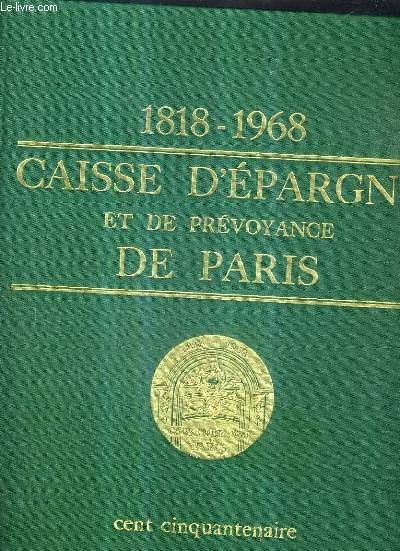 Le-livre.com
1818-1968
CAISSE D'ÉPARGN
ET DE PRÉVOYANCE
DE PARIS
cent cinquantenaire